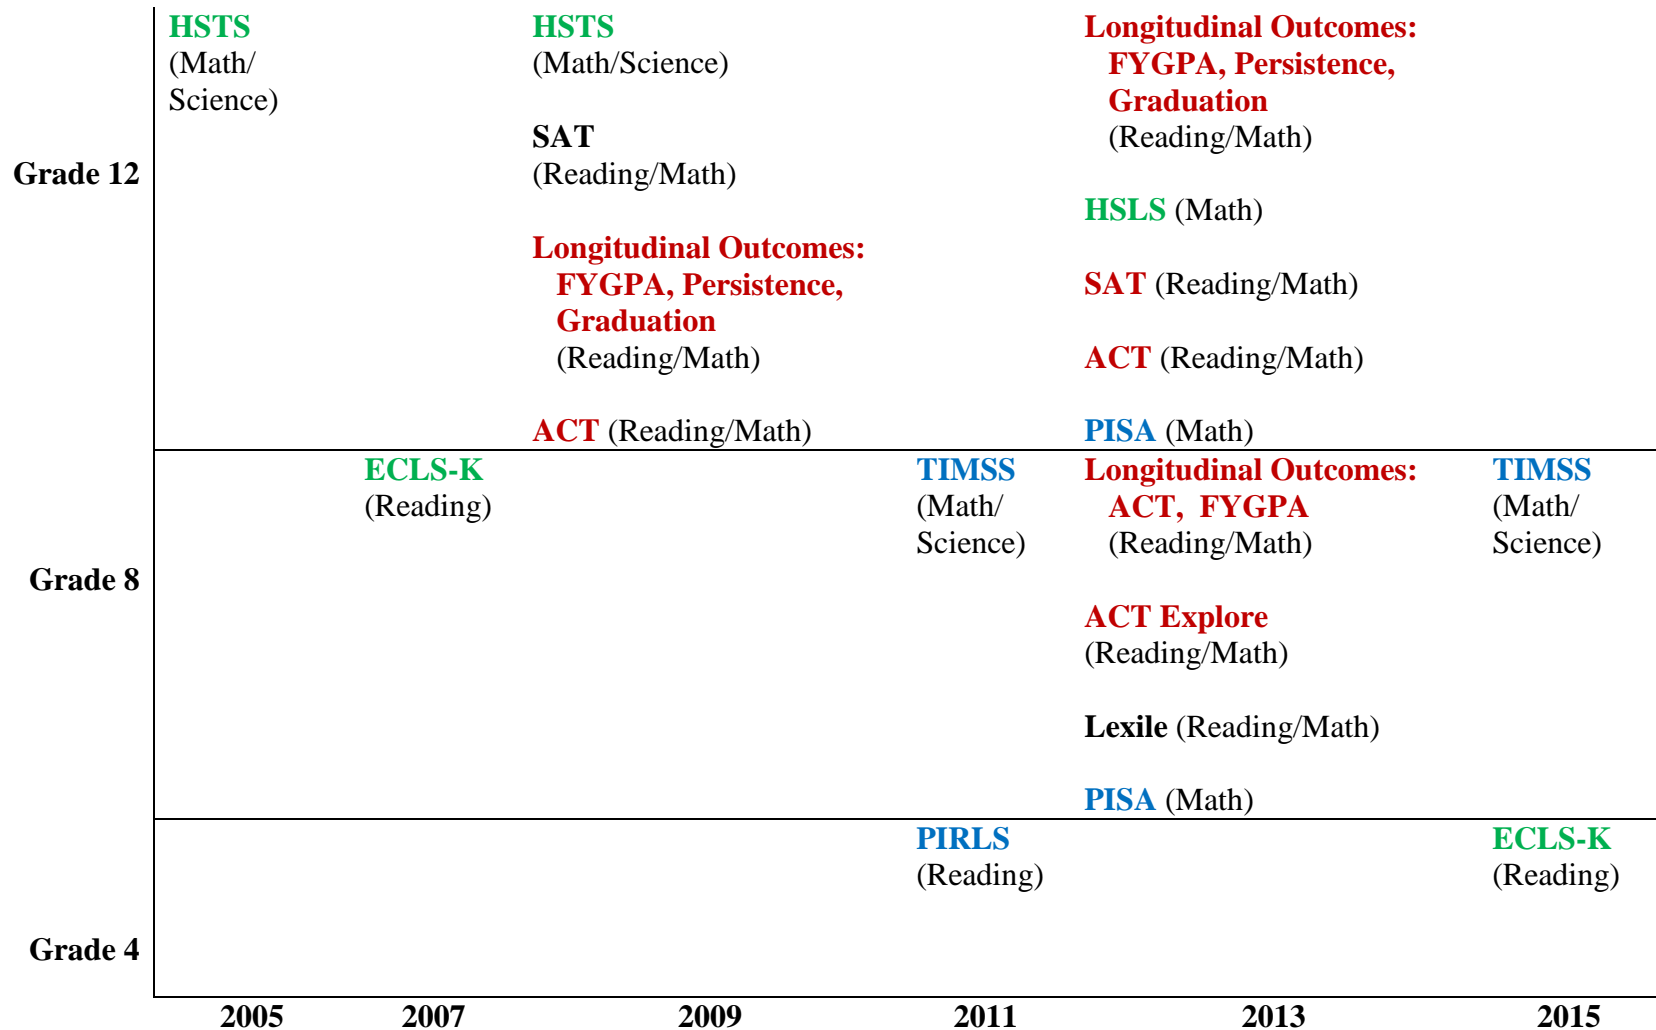 Grade 12
HSTS
(Math/
Science)
HSTS
(Math/Science)
SAT
(Reading/Math)
Longitudinal Outcomes:
FYGPA, Persistence,
Graduation
(Reading/Math)
ACT (Reading/Math)
Longitudinal Outcomes:
FYGPA, Persistence,
Graduation
(Reading/Math)
HSLS (Math)
SAT (Reading/Math)
ACT (Reading/Math)
PISA (Math)
Grade 8
ECLS-K
(Reading)
TIMSS
(Math/
Science)
Longitudinal Outcomes:
ACT, FYGPA
(Reading/Math)
ACT Explore
(Reading/Math)
Lexile (Reading/Math)
PISA (Math)
TIMSS
(Math/
Science)
Grade 4
PIRLS
(Reading)
ECLS-K
(Reading)
2005 2007 2009 2011 2013 2015